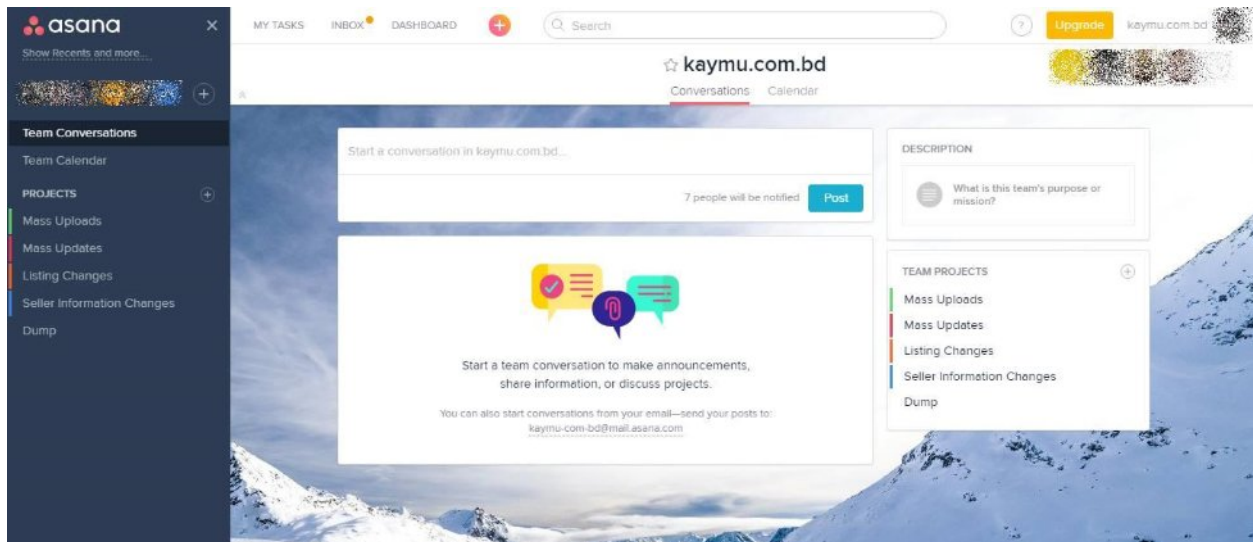 asana
Show Recents and more...
Team Conversations
Team Calendar
PROJECTS
Mass Uploads
Mass Updates
Listing Changes
Seller Information Changes
Dump
MY TASKS INBOX DASHBOARD Search ? Upgrade kaymu.com.bd
kaymu.com.bd
Conversations Calendar
Start a conversation in kaymu.com.bd...
7 people will be notified Post
Start a team conversation to make announcements,
share information, or discuss projects.
You can also start conversations from your email—send your posts to:
kaymu-com-bd@mail.asana.com
DESCRIPTION
What is this team's purpose or
mission?
TEAM PROJECTS
Mass Uploads
Mass Updates
Listing Changes
Seller Information Changes
Dump